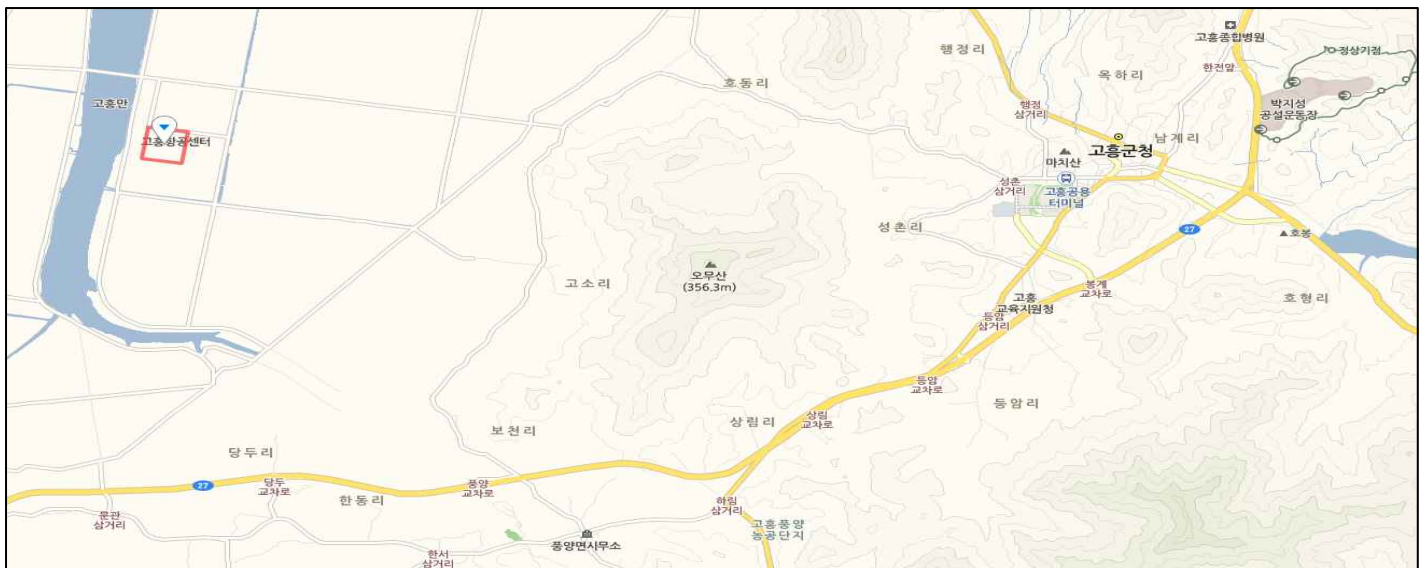 고흥종합병원
정상기점
행정리
한전앞
옥하리
호동리
고흥만
행정
삼거리
박지성
공설운동장
고흥항공센터
남계리
고흥군청
마치산
성촌
삼거리
고흥공용
터미널
성촌리
27
호봉
오무산
(356.3m)
고소리
봉계
교차로
고흥
교육지원청
호형리
등암
삼거리
등암
교차로
등암리
상림리
상림
교차로
보천리
당두리
27
당두
교차로
풍양
교차로
한동리
하림
삼거리
문관
삼거리
고흥풍양
농공단지
풍양면사무소
한서
삼거리